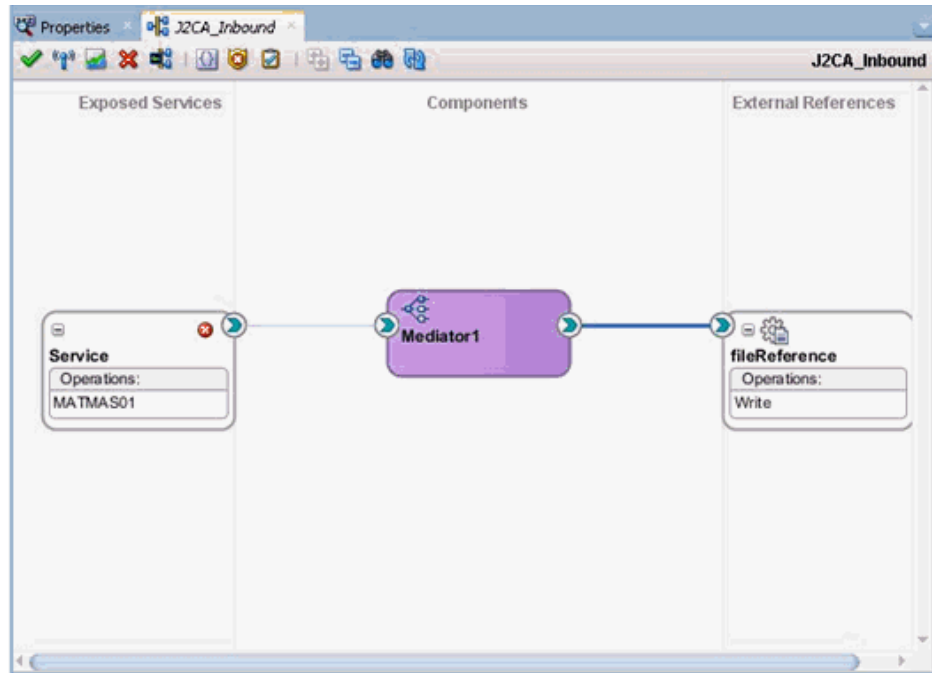 Properties
J2CA_Inbound
J2CA_Inbound
Exposed Services
Components
External References
Service
Operations:
MATMAS01
Mediator1
fileReference
Operations:
Write